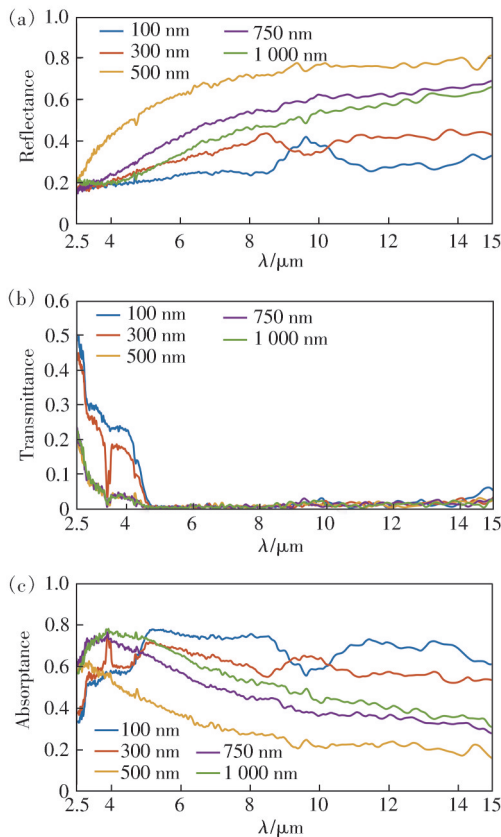 (a)
1.0
0.8
0.6
0.4
0.2
0
Reflectance
100 nm
300 nm
500 nm
750 nm
1 000 nm
2.5 4 6 8 10 12 14 15
λ/μm
(b)
0.6
0.5
0.4
0.3
0.2
0.1
0
Transmittance
100 nm
300 nm
500 nm
750 nm
1 000 nm
2.5 4 6 8 10 12 14 15
λ/μm
(c)
1.0
0.8
0.6
0.4
0.2
0
Absorptance
100 nm
300 nm
500 nm
750 nm
1 000 nm
2.5 4 6 8 10 12 14 15
λ/μm